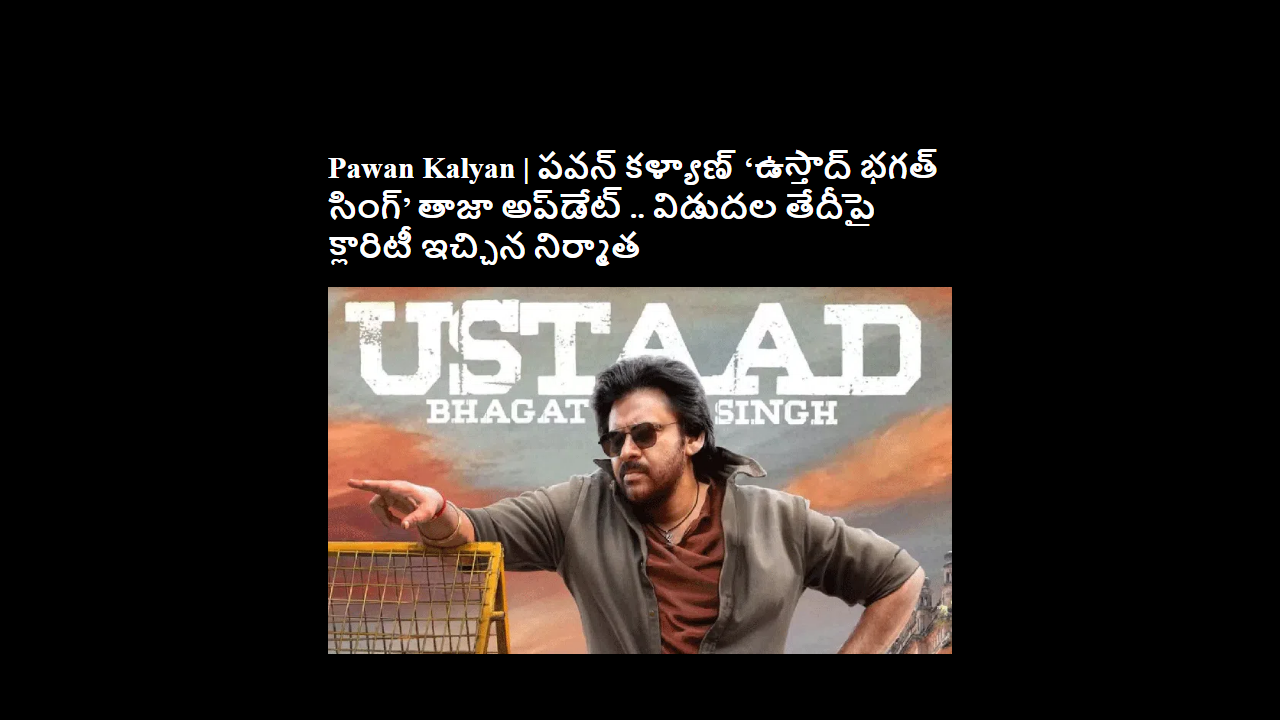 Pawan Kalyan | పవన్ కళ్యాణ్ ‘ఉస్తాద్ భగత్
సింగ్’ తాజా అప్‌డేట్ .. విడుదల తేదీపై
క్లారిటీ ఇచ్చిన నిర్మాత
USTAAD
BHAGAT SINGH